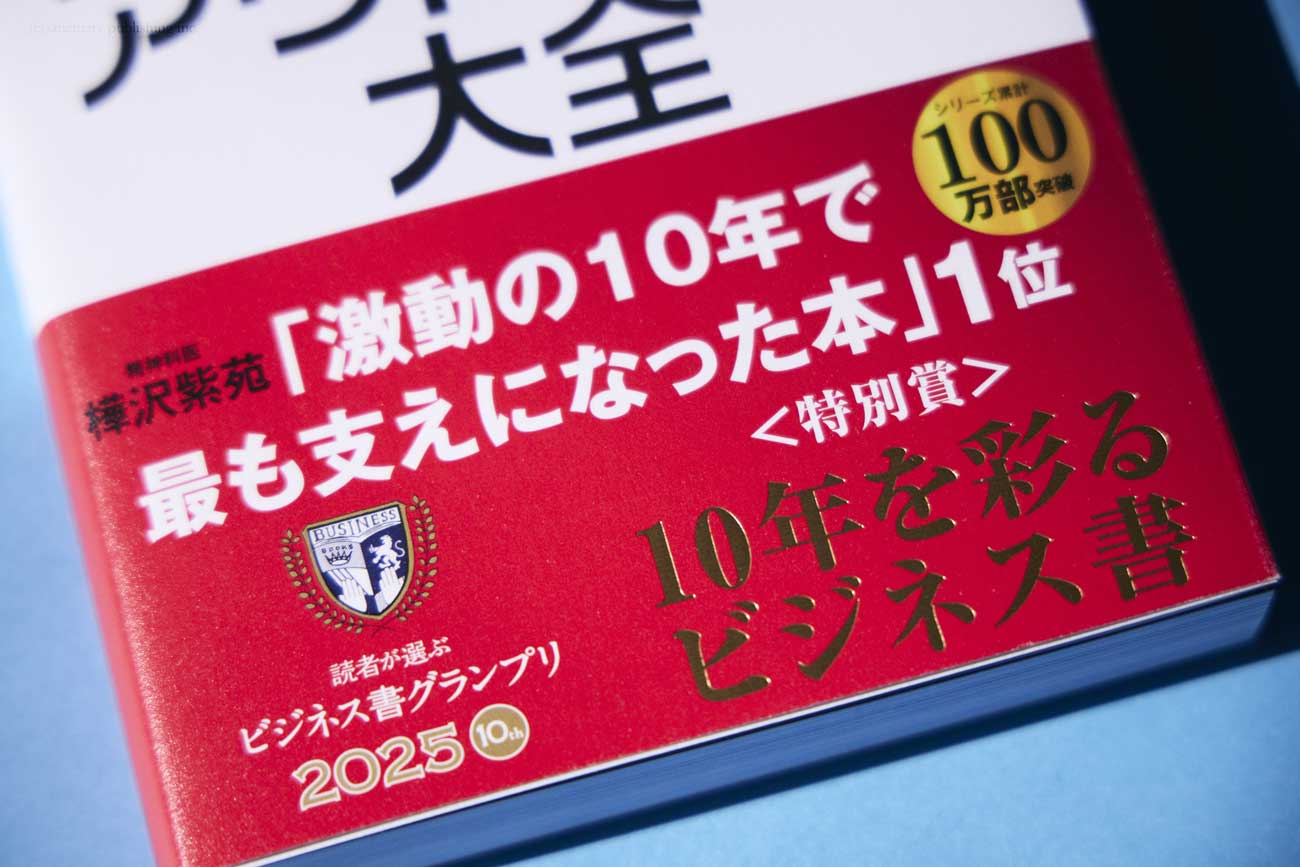 大全
シリーズ累計
100
万部突破
精神科医
樺沢紫苑
「激動の10年で
最も支えになった本」1位
<特別賞>
10年を彩る
ビジネス書
BUSINESS
BOOKS
読者が選ぶ
ビジネス書グランプリ
2025 10th